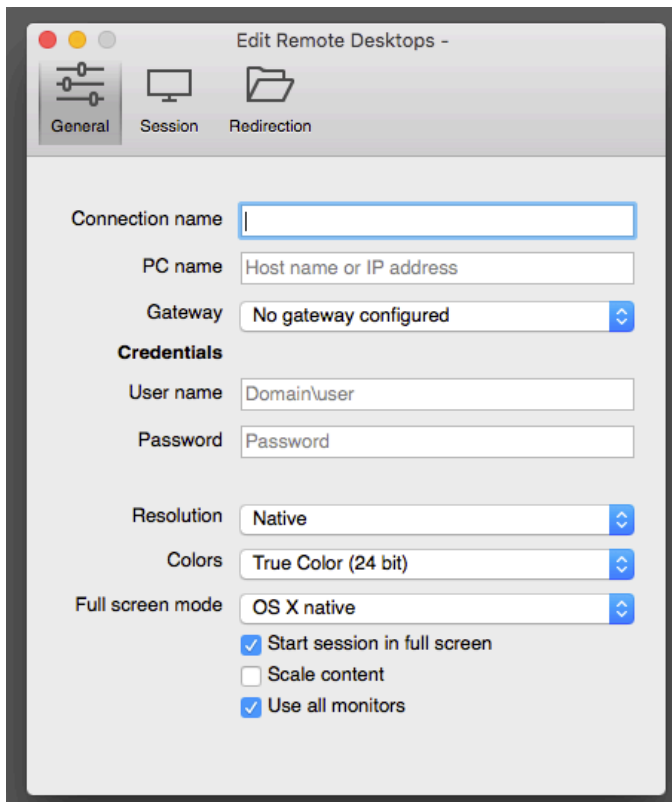 Edit Remote Desktops -
General Session Redirection
Connection name
PC name Host name or IP address
Gateway No gateway configured
Credentials
User name Domain\user
Password Password
Resolution Native
Colors True Color (24 bit)
Full screen mode OS X native
Start session in full screen
Scale content
Use all monitors